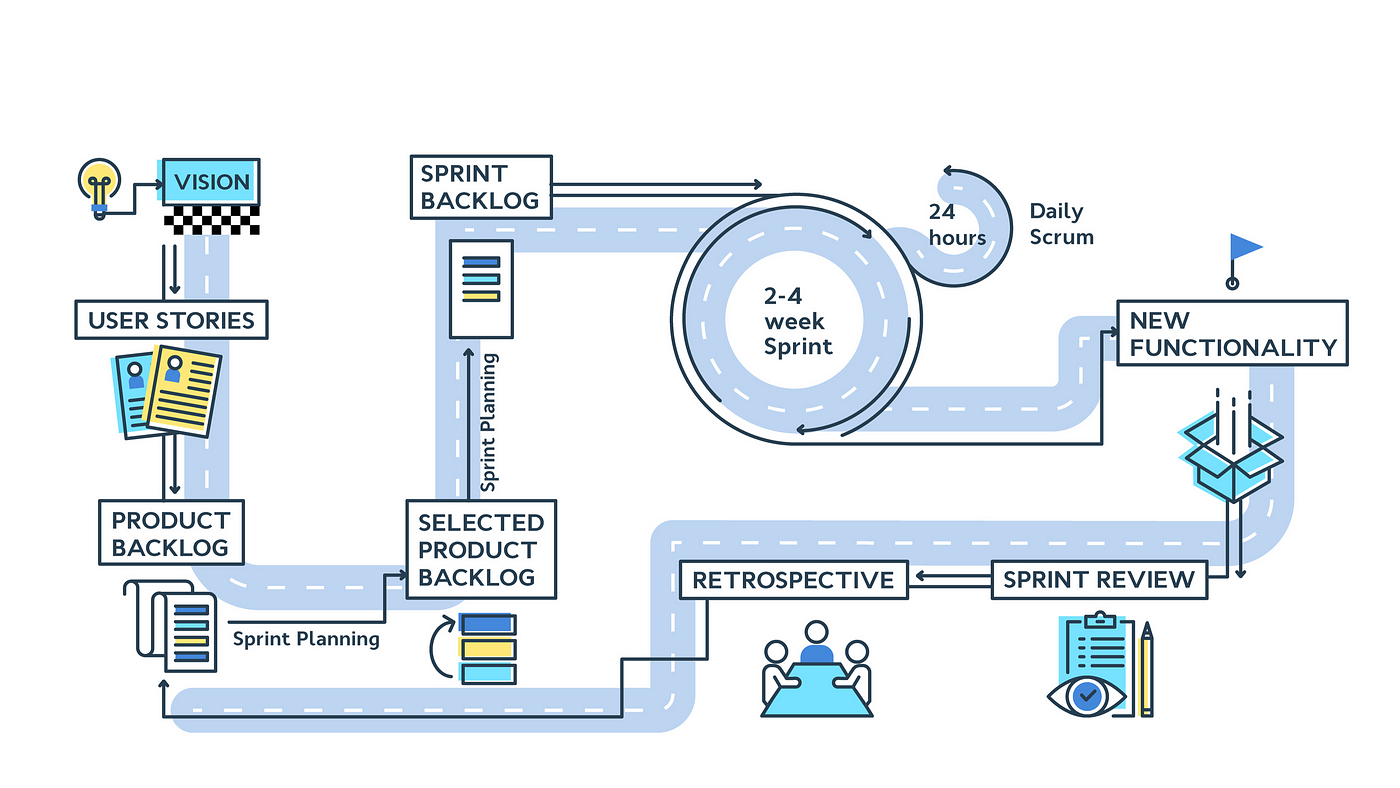 VISION
USER STORIES
PRODUCT
BACKLOG
Sprint Planning
SELECTED
PRODUCT
BACKLOG
Sprint Planning
SPRINT
BACKLOG
2-4
week
Sprint
24
hours
Daily
Scrum
NEW
FUNCTIONALITY
SPRINT REVIEW
RETROSPECTIVE